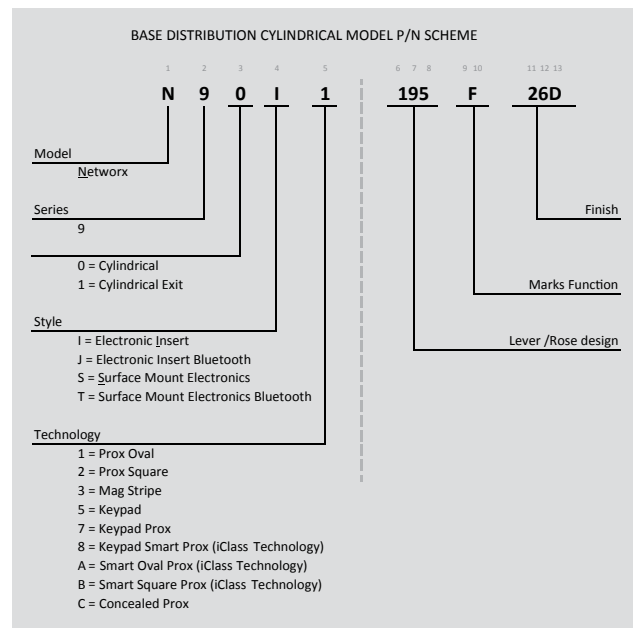 BASE DISTRIBUTION CYLINDRICAL MODEL P/N SCHEME
1 2 3 4 5 6 7 8 9 10 11 12 13
N 9 0 I 1 195 F 26D
Model
Networx
Series
9
Finish
0 = Cylindrical
1 = Cylindrical Exit
Marks Function
Style
I = Electronic Insert
J = Electronic Insert Bluetooth
S = Surface Mount Electronics
T = Surface Mount Electronics Bluetooth
Lever /Rose design
Technology
1 = Prox Oval
2 = Prox Square
3 = Mag Stripe
5 = Keypad
7 = Keypad Prox
8 = Keypad Smart Prox (iClass Technology)
A = Smart Oval Prox (iClass Technology)
B = Smart Square Prox (iClass Technology)
C = Concealed Prox